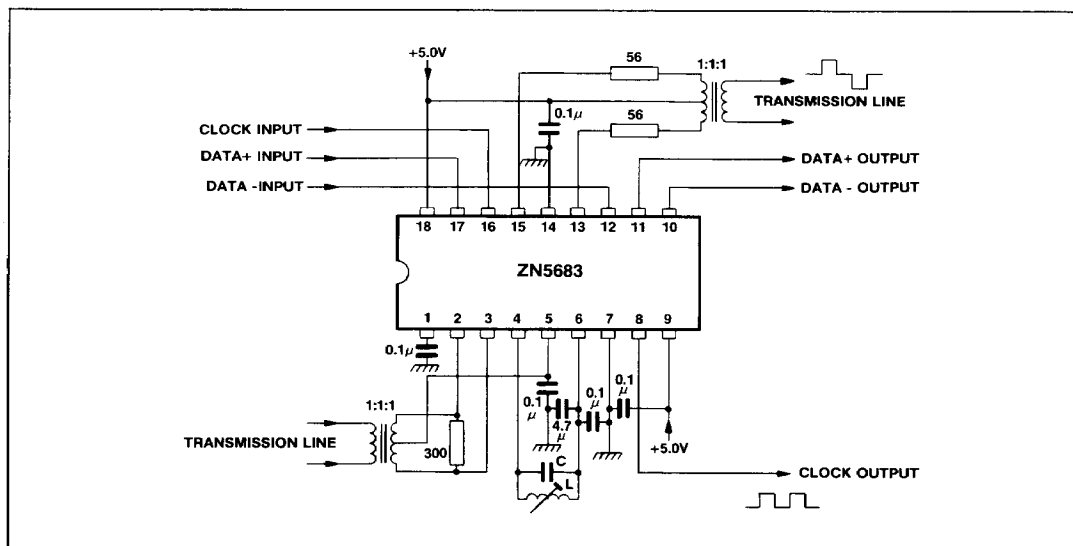 +5.0V
56
1:1:1
TRANSMISSION LINE
0.1μ
56
CLOCK INPUT
DATA+ INPUT
DATA -INPUT
DATA+ OUTPUT
DATA - OUTPUT
18 17 16 15 14 13 12 11 10
ZN5683
1 2 3 4 5 6 7 8 9
0.1μ
1:1:1
TRANSMISSION LINE
300
0.1
μ
4.7
μ
0.1
μ
0.1
μ
+5.0V
C
L
CLOCK OUTPUT